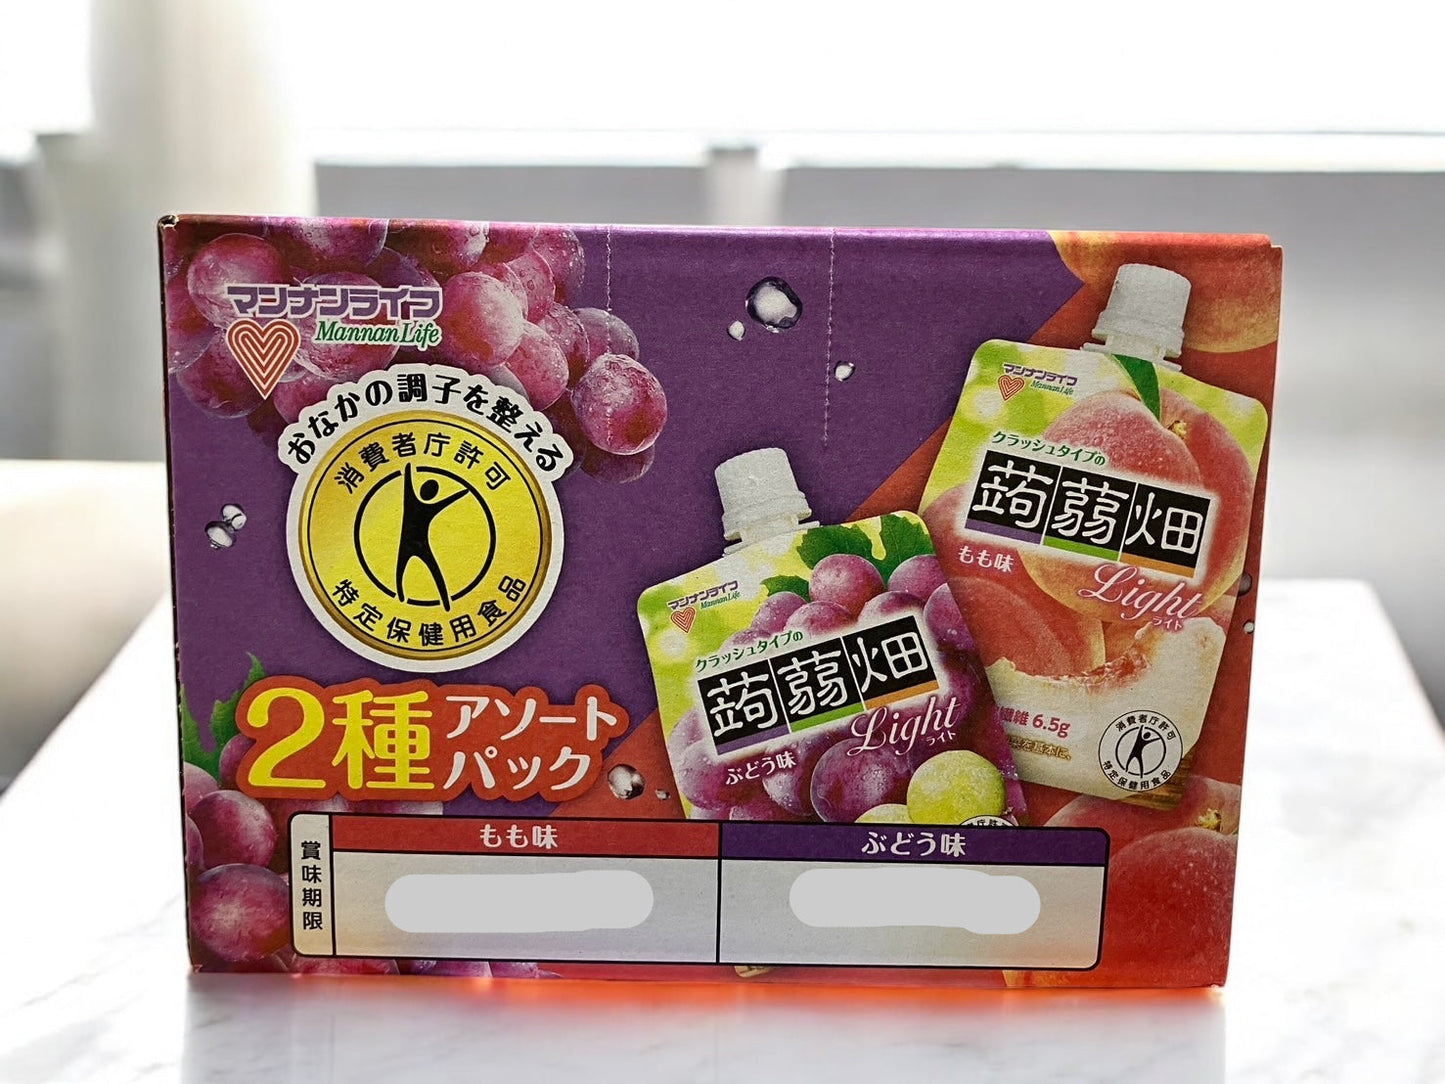 マンナンライフ
MannanLife
おなかの調子を整える
消費者庁許可
特定保健用食品
2種
アソート
パック
マンナンライフ
MannanLife
クラッシュタイプの
蒟蒻畑
Light
ライト
ぶどう味
マンナンライフ
MannanLife
クラッシュタイプの
蒟蒻畑
もも味
Light
ライト
繊維 6.5g
消費者庁許可
特定保健用食品
賞味期限
もも味
ぶどう味